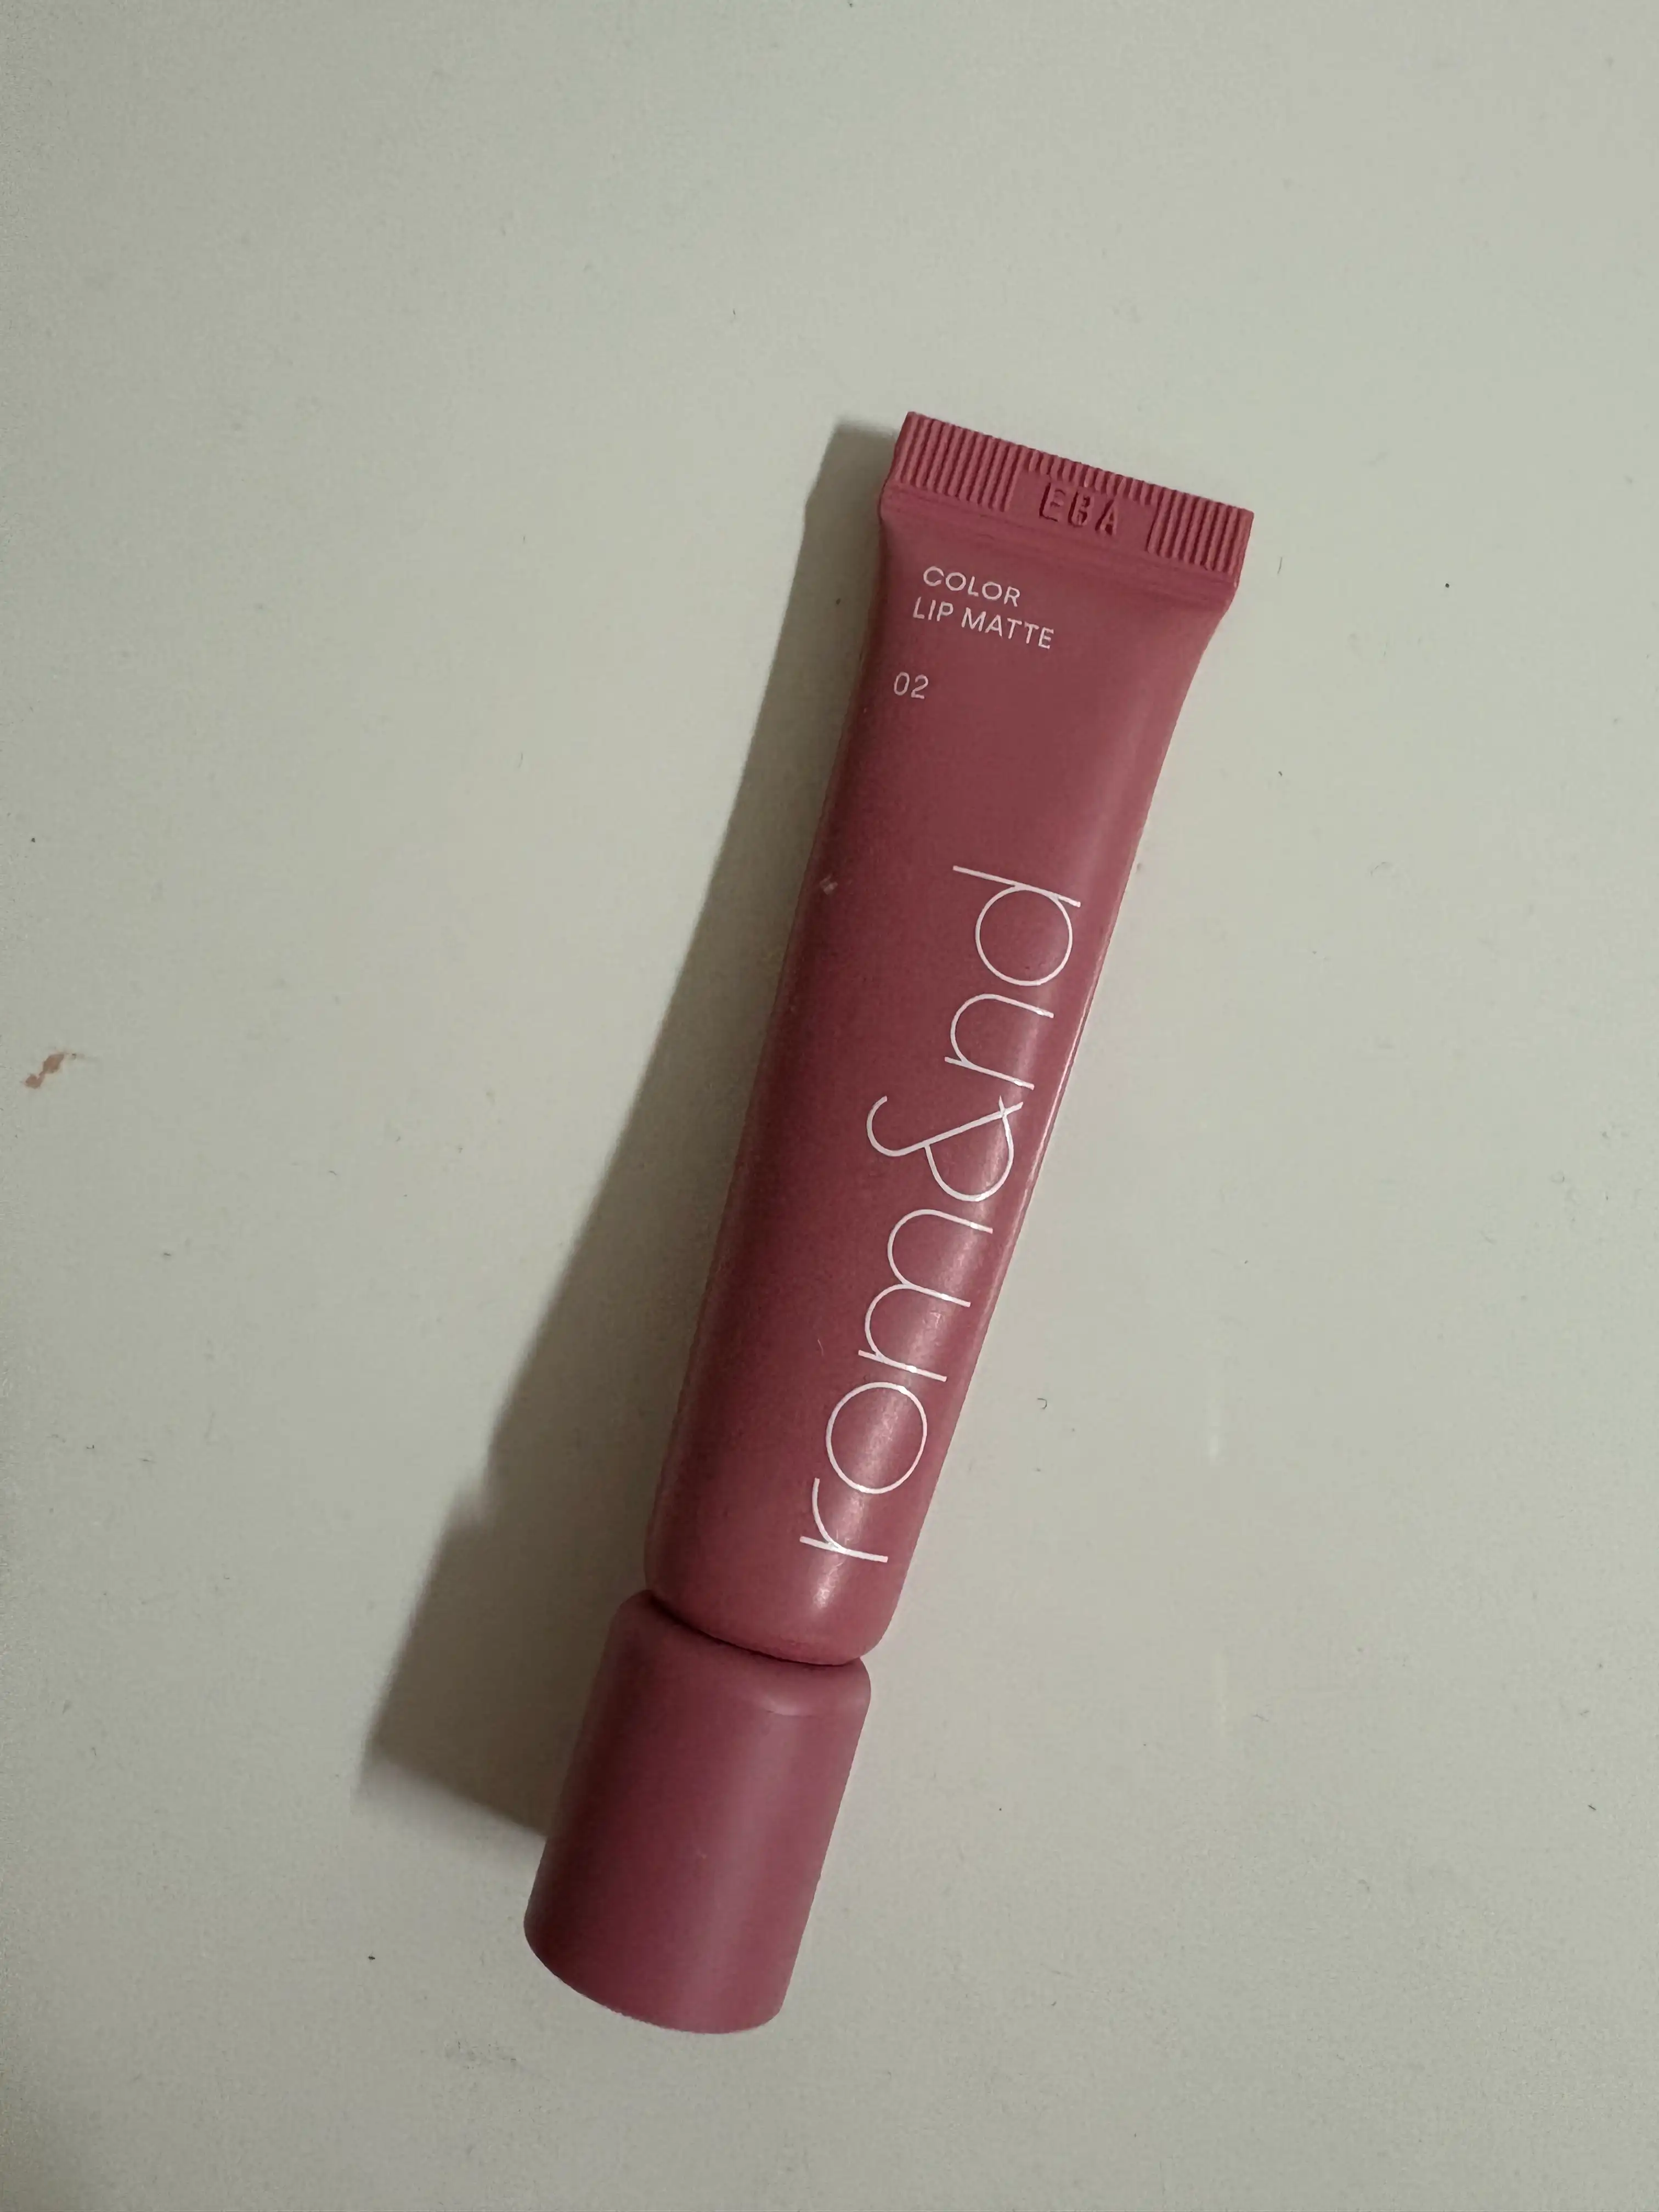 EBA
COLOR
LIP MATTE
02
rom&nd